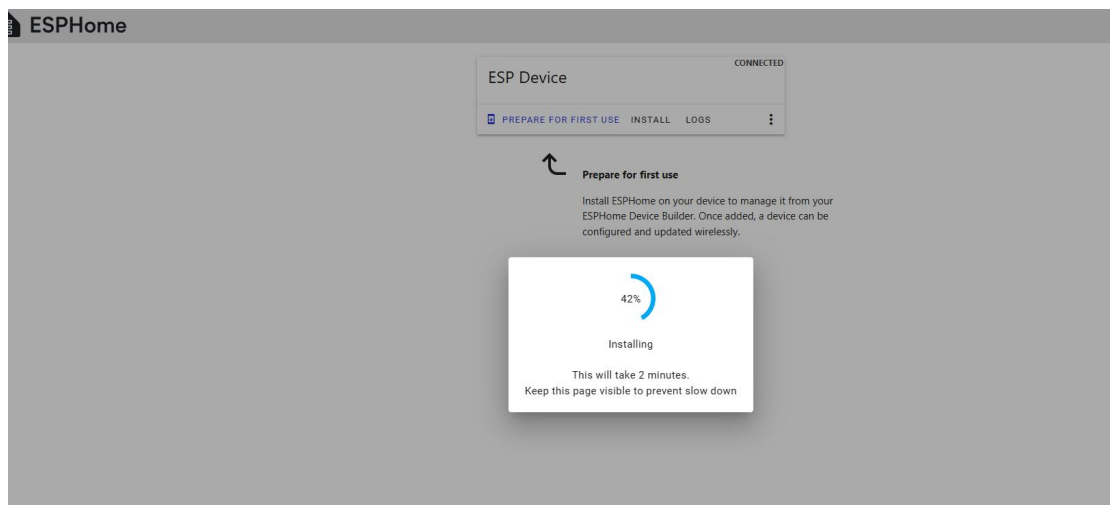 ESPHome
CONNECTED
ESP Device
PREPARE FOR FIRST USE INSTALL LOGS
Prepare for first use
Install ESPHome on your device to manage it from your
ESPHome Device Builder. Once added, a device can be
configured and updated wirelessly.
42%
Installing
This will take 2 minutes.
Keep this page visible to prevent slow down